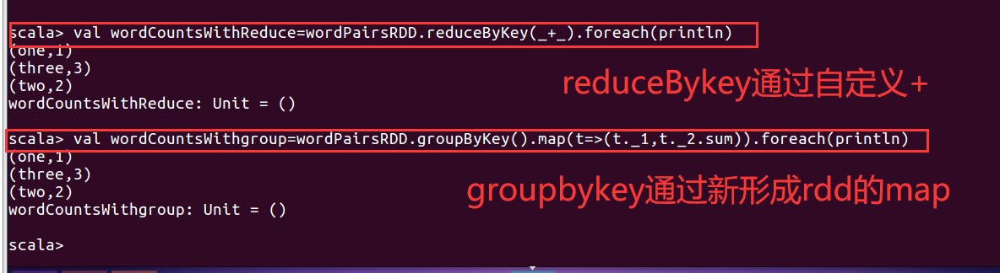 scala> val wordCountsWithReduce=wordPairsRDD.reduceByKey(_+_).foreach(println)
(one,1)
(three,3)
(two,2)
wordCountsWithReduce: Unit = ()
reduceBykey通过自定义+
scala> val wordCountsWithgroup=wordPairsRDD.groupByKey().map(t=>(t._1,t._2.sum)).foreach(println)
(one,1)
(three,3)
(two,2)
wordCountsWithgroup: Unit = ()
groupbykey通过新形成rdd的map
scala>